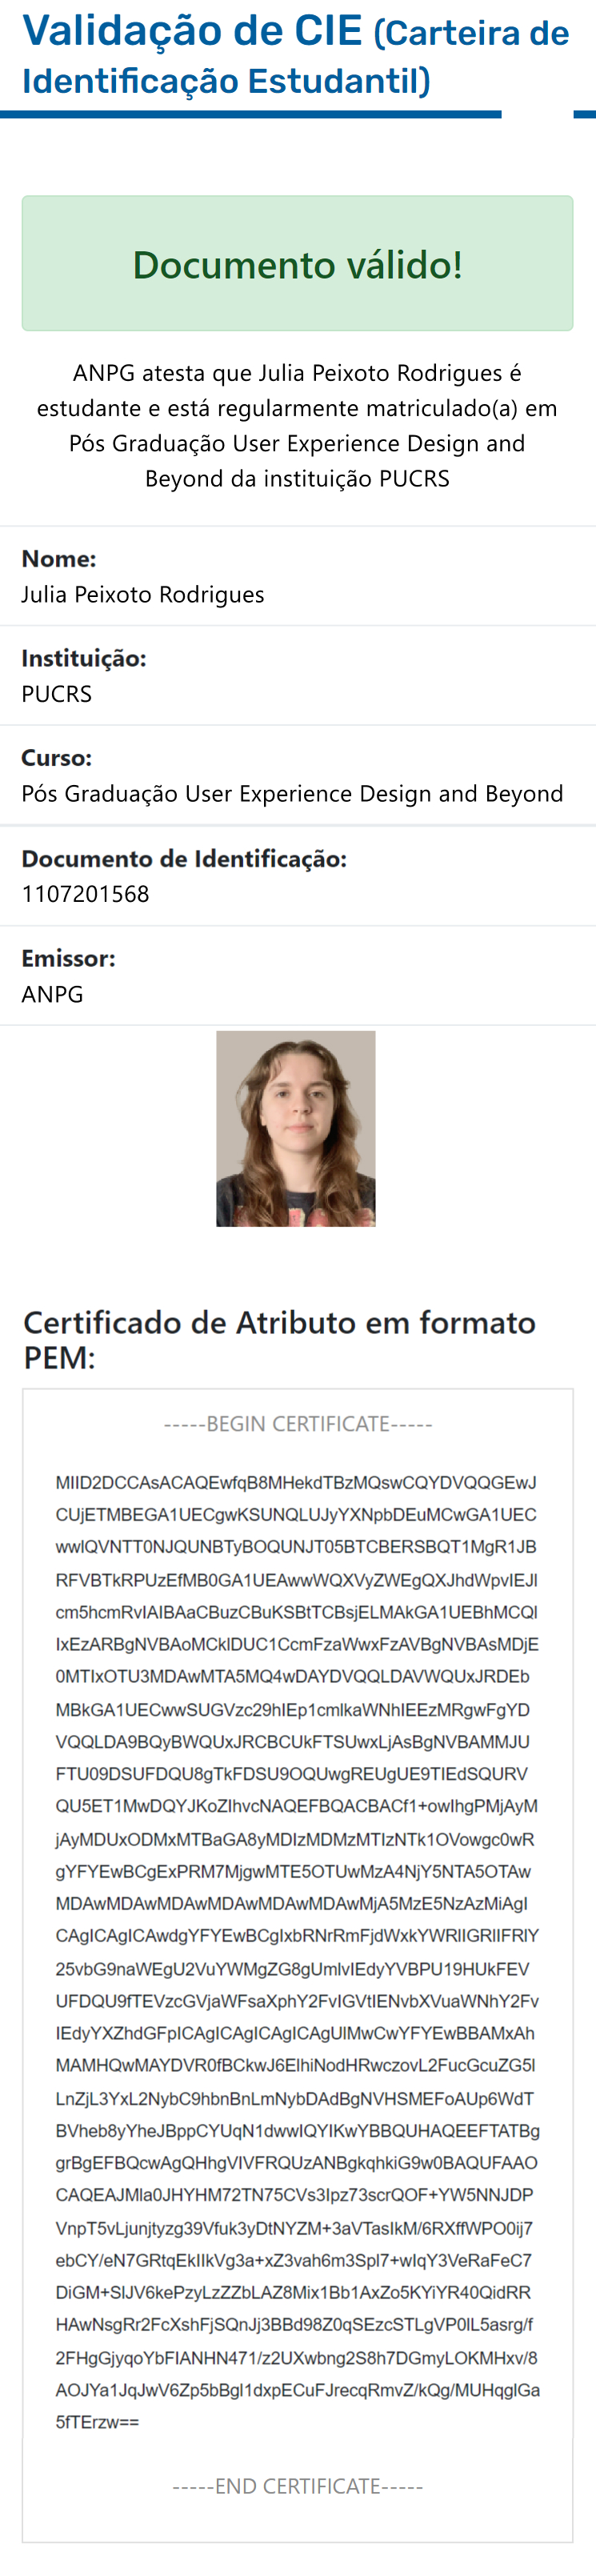 Validação de CIE (Carteira de
Identificação Estudantil)
Documento válido!
ANPG atesta que Julia Peixoto Rodrigues é
estudante e está regularmente matriculado(a) em
Pós Graduação User Experience Design and
Beyond da instituição PUCRS
Nome:
Julia Peixoto Rodrigues
Instituição:
PUCRS
Curso:
Pós Graduação User Experience Design and Beyond
Documento de Identificação:
1107201568
Emissor:
ANPG
Certificado de Atributo em formato
PEM:
-----BEGIN CERTIFICATE-----
MIID2DCCAsACAQEwfqB8MHekdTBzMQswCQYDVQQGEwJ
CUjETMBEGA1UECgwKSUNQLUJyYXNpbDEuMCwGA1UEC
wwlQVNTT0NJQUNBTyBOQUNJT05BTCBERSBQT1MgR1JB
RFVBTkRPUzEfMB0GA1UEAwwWQXVyZWEgQXJhdWpvIEJl
cm5hcmRvIAIBAaCBuzCBuKSBtTCBsjELMAkGA1UEBhMCQl
IxEzARBgNVBAoMCklDUC1CcmFzaWwxFzAVBgNVBAsMDjE
0MTIxOTU3MDAwMTA5MQ4wDAYDVQQLDAVWQUxJRDEb
MBkGA1UECwwSUGVzc29hIEp1cmlkaWNhIEEzMRgwFgYD
VQQLDA9BQyBWQUxJRCBCUkFTSUwxLjAsBgNVBAMMJU
FTU09DSUFDQU8gTkFDSU9OQUwgREUgUE9TIEdSQURV
QU5ET1MwDQYJKoZIhvcNAQEFBQACBACf1+owIhgPMjAyM
jAyMDUxODMxMTBaGA8yMDIzMDMzMTIzNTk1OVowgc0wR
gYFYEwBCgExPRM7MjgwMTE5OTUwMzA4NjY5NTA5OTAw
MDAwMDAwMDAwMDAwMDAwMDAwMjA5MzE5NzAzMiAgI
CAgICAgICAwdgYFYEwBCgIxbRNrRmFjdWxkYWRlIGRlIFRlY
25vbG9naWEgU2VuYWMgZG8gUmlvIEdyYVBPU19HUkFEV
UFDQU9fTEVzcGVjaWFsaXphY2FvIGVtIENvbXVuaWNhY2Fv
IEdyYXZhdGFpICAgICAgICAgICAgUlMwCwYFYEwBBAMxAh
MAMHQwMAYDVR0fBCkwJ6ElhiNodHRwczovL2FucGcuZG5l
LnZjL3YxL2NybC9hbnBnLmNybDAdBgNVHSMEFoAUp6WdT
BVheb8yYheJBppCYUqN1dwwIQYIKwYBBQUHAQEEFTATBg
grBgEFBQcwAgQHhgVIVFRQUzANBgkqhkiG9w0BAQUFAAO
CAQEAJMla0JHYHM72TN75CVs3Ipz73scrQOF+YW5NNJDP
VnpT5vLjunjtyzg39Vfuk3yDtNYZM+3aVTasIkM/6RXffWPO0ij7
ebCY/eN7GRtqEkIIkVg3a+xZ3vah6m3SpI7+wIqY3VeRaFeC7
DiGM+SlJV6kePzyLzZZbLAZ8Mix1Bb1AxZo5KYiYR40QidRR
HAwNsgRr2FcXshFjSQnJj3BBd98Z0qSEzcSTLgVP0lL5asrg/f
2FHgGjyqoYbFIANHN471/z2UXwbng2S8h7DGmyLOKMHxv/8
AOJYa1JqJwV6Zp5bBgl1dxpECuFJrecqRmvZ/kQg/MUHqglGa
5fTErzw==
-----END CERTIFICATE-----